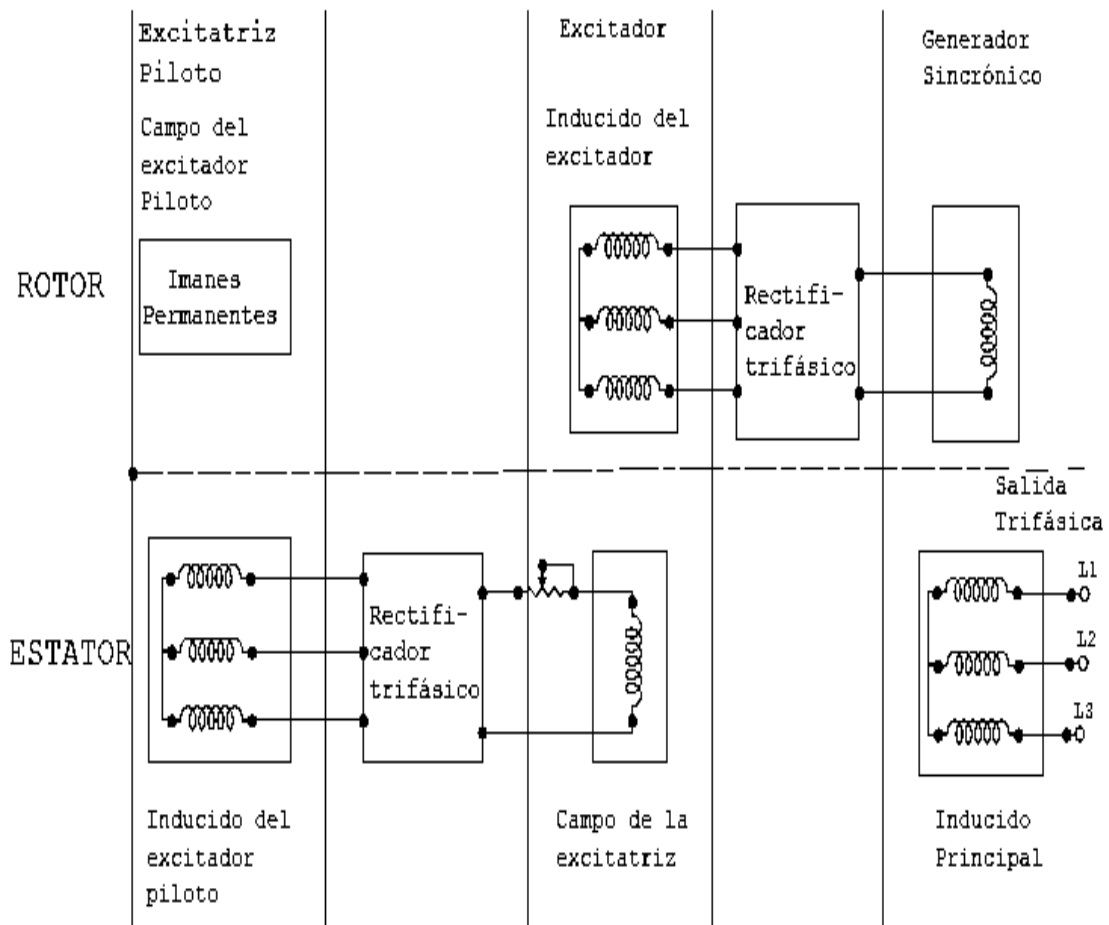 Excitatriz
Piloto
Campo del
excitador
Piloto
Excitador
Inducido del
excitador
Generador
Sincrónico
ROTOR
Imanes
Permanentes
Rectifi-
cador
trifásico
Salida
Trifásica
ESTATOR
Rectifi-
cador
trifásico
L1
L2
L3
Inducido del
excitador
piloto
Campo de la
excitatriz
Inducido
Principal